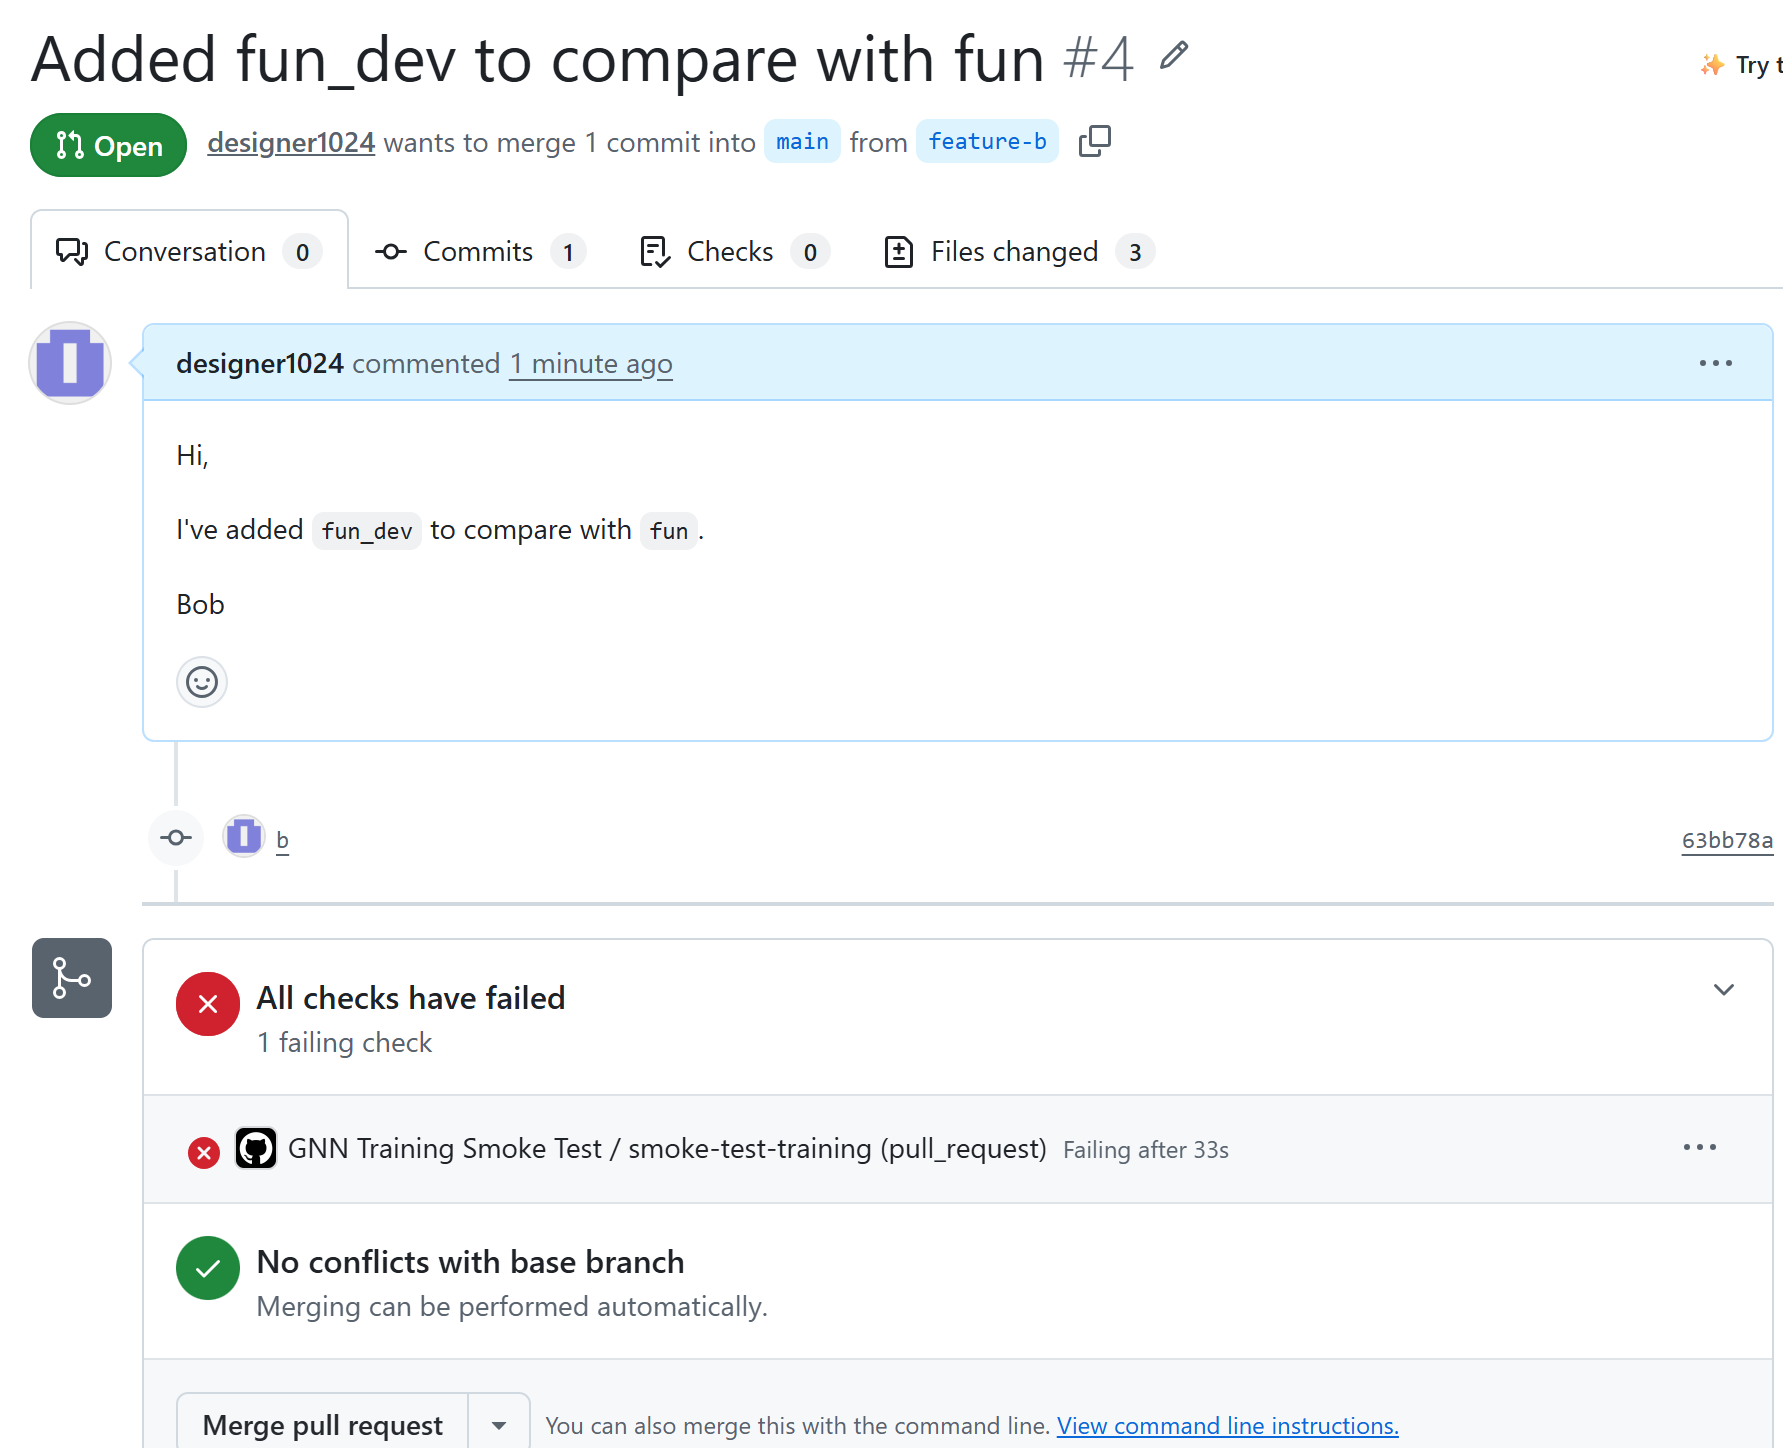 Added fun_dev to compare with fun #4
Try t
Open
designer1024 wants to merge 1 commit into main from feature-b
Conversation 0
Commits 1
Checks 0
Files changed 3
designer1024 commented 1 minute ago
Hi,
I've added fun_dev to compare with fun.
Bob
b
63bb78a
All checks have failed
1 failing check
GNN Training Smoke Test / smoke-test-training (pull_request) Failing after 33s
No conflicts with base branch
Merging can be performed automatically.
Merge pull request
You can also merge this with the command line. View command line instructions.